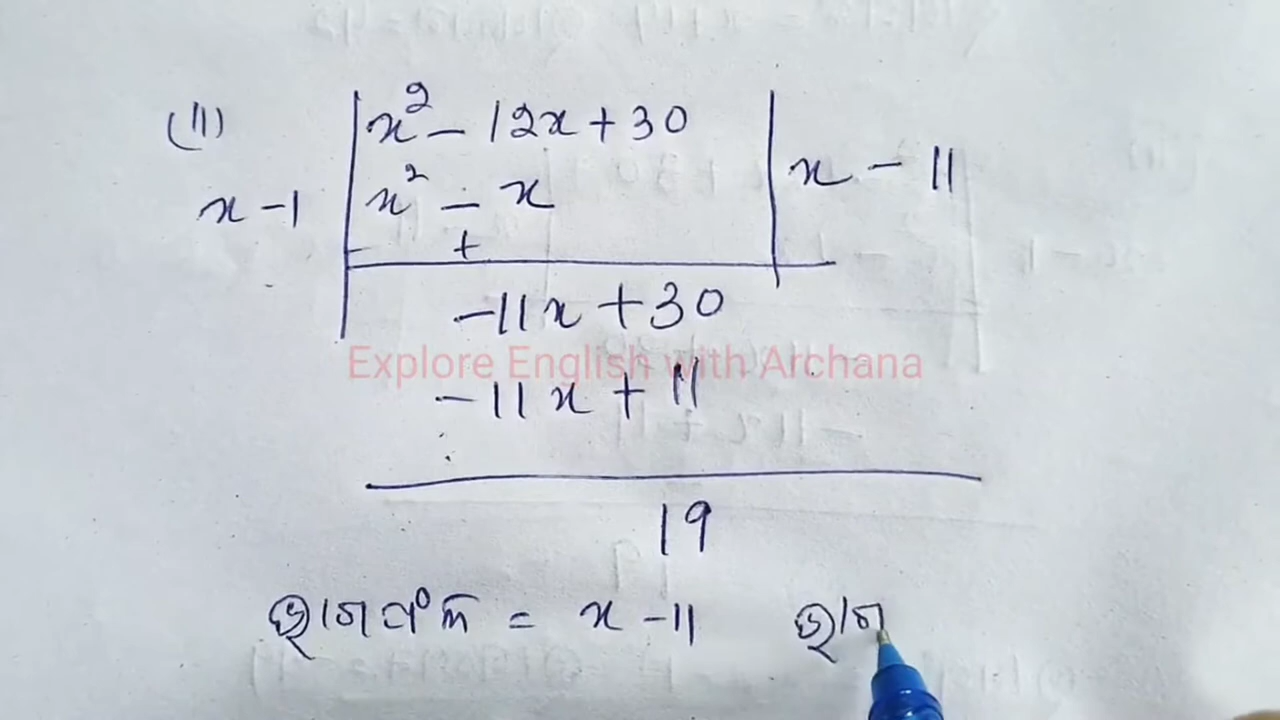 (II)
x² - 12x + 30
x - 1
x² - x
x - 11
- +
-11x + 30
Explore English with Archana
-11x + 11
19
ଭାଗଫଳ = x - 11 ଭାଗ